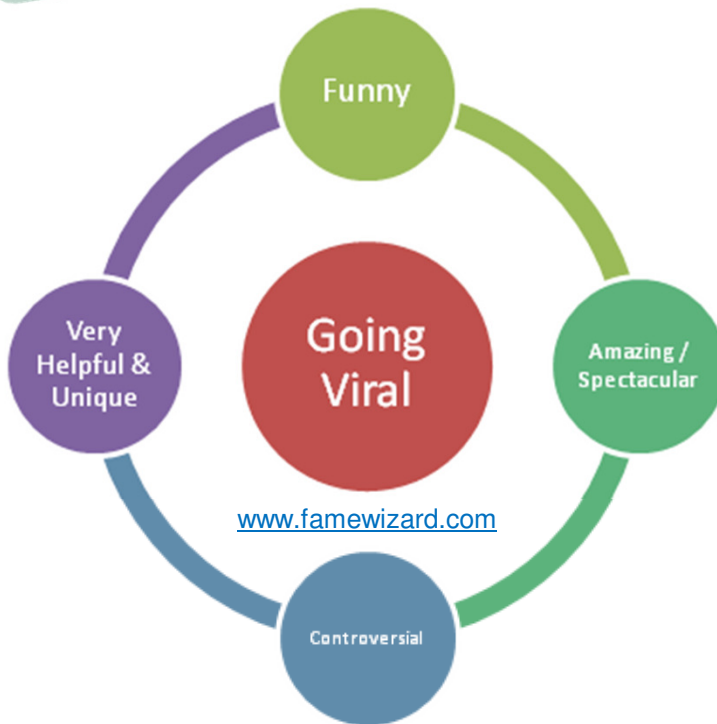 Funny
Going
Viral
Very
Helpful &
Unique
Amazing /
Spectacular
www.famewizard.com
Controversial